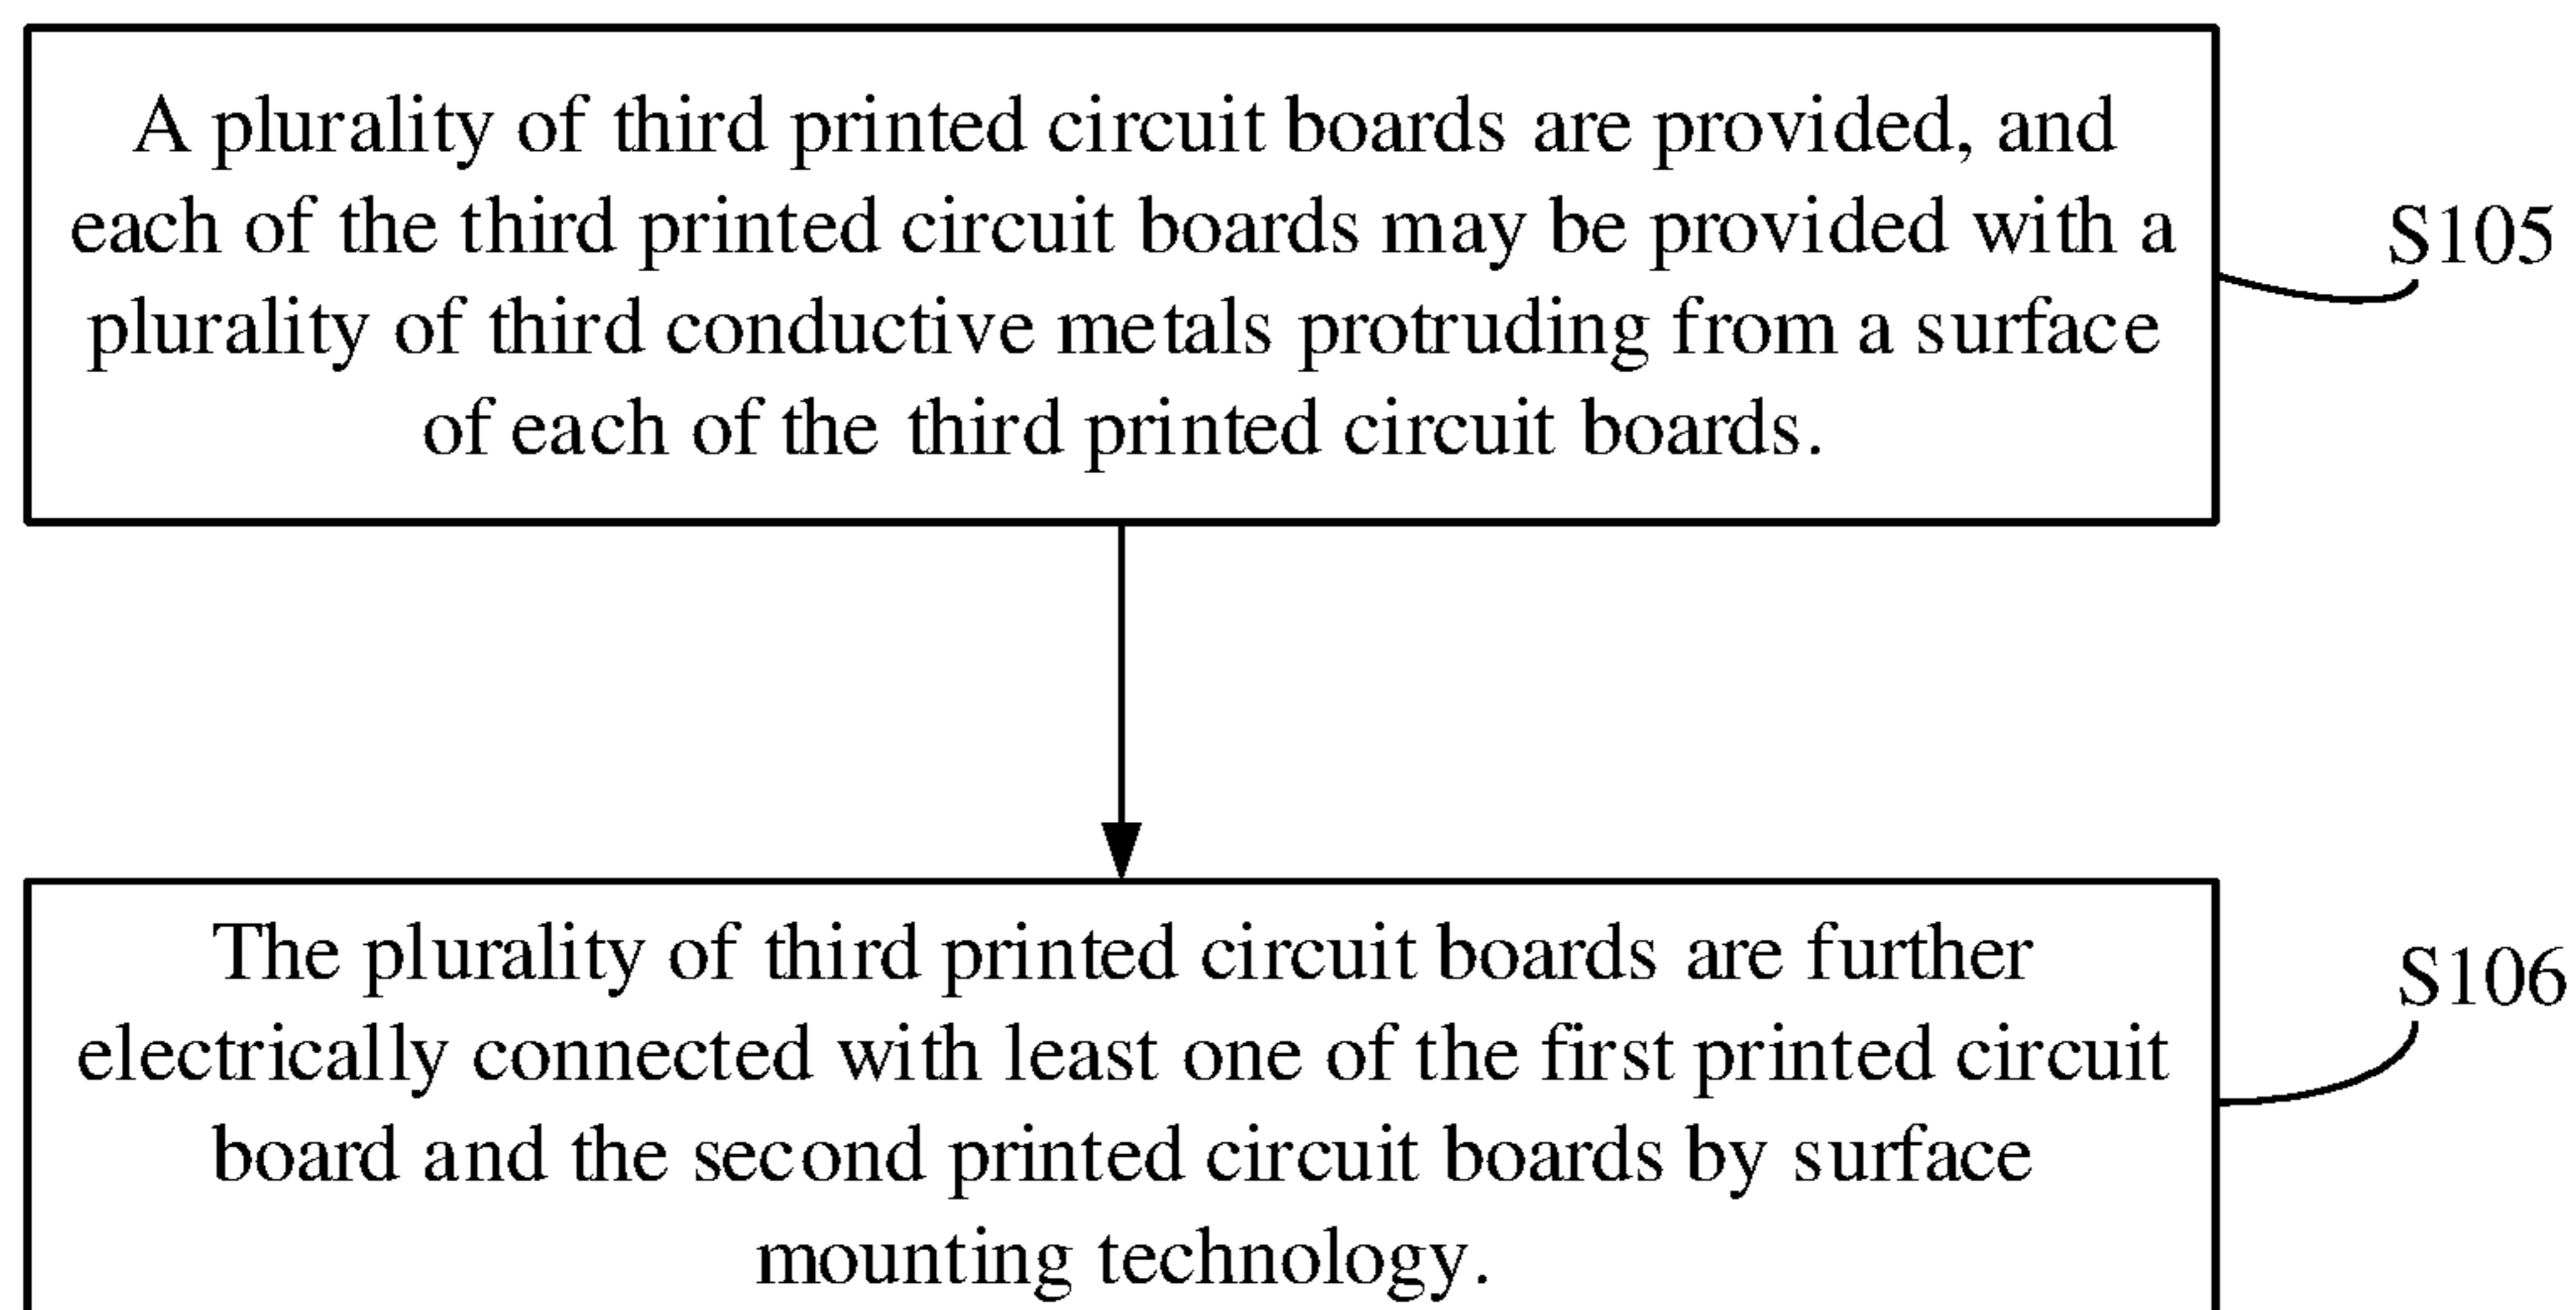 A plurality of third printed circuit boards are provided, and
each of the third printed circuit boards may be provided with a
plurality of third conductive metals protruding from a surface
of each of the third printed circuit boards.
S105
The plurality of third printed circuit boards are further
electrically connected with least one of the first printed circuit
board and the second printed circuit boards by surface
mounting technology.
S106